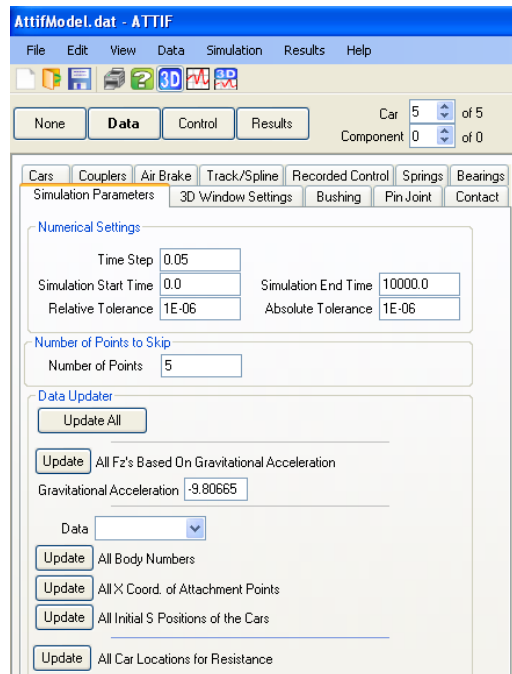 AttifModel.dat - ATTIF
File Edit View Data Simulation Results Help
3D 3D
None Data Control Results Car 5 of 5
Component 0 of 0
Cars Couplers Air Brake Track/Spline Recorded Control Springs Bearings
Simulation Parameters 3D Window Settings Bushing Pin Joint Contact
Numerical Settings
Time Step 0.05
Simulation Start Time 0.0 Simulation End Time 10000.0
Relative Tolerance 1E-06 Absolute Tolerance 1E-06
Number of Points to Skip
Number of Points 5
Data Updater
Update All
Update All Fz's Based On Gravitational Acceleration
Gravitational Acceleration -9.80665
Data
Update All Body Numbers
Update All X Coord. of Attachment Points
Update All Initial S Positions of the Cars
Update All Car Locations for Resistance